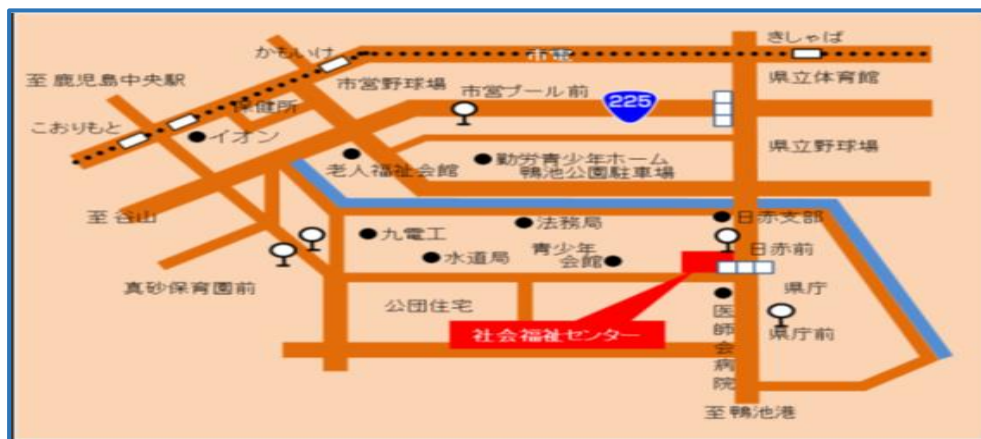 きしゃば
かもいけ
市電
至 鹿児島中央駅
市営野球場
市営プール前
225
県立体育館
保健所
こおりもと
イオン
老人福祉会館
勤労青少年ホーム
鴨池公園駐車場
県立野球場
至 谷山
法務局
日赤支部
九電工
水道局
青少年
会館
日赤前
真砂保育園前
公団住宅
県庁
社会福祉センター
医師会病院
県庁前
至 鴨池港